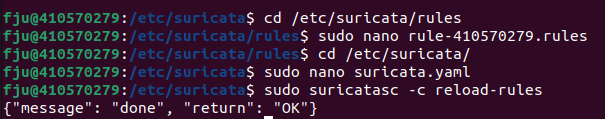 fju@410570279:/etc/suricata$ cd /etc/suricata/rules
fju@410570279:/etc/suricata/rules$ sudo nano rule-410570279.rules
fju@410570279:/etc/suricata/rules$ cd /etc/suricata/
fju@410570279:/etc/suricata$ sudo nano suricata.yaml
fju@410570279:/etc/suricata$ sudo suricatasc -c reload-rules
{"message": "done", "return": "OK"}